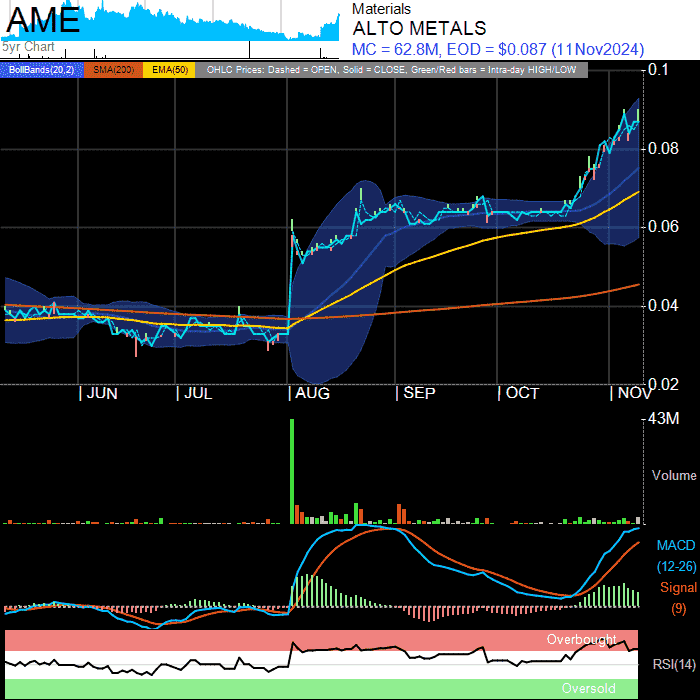 AME
5yr Chart
Materials
ALTO METALS
MC = 62.8M, EOD = $0.087 (11Nov2024)
BollBands(20,2) SMA(200) EMA(50) OHLC Prices: Dashed = OPEN, Solid = CLOSE, Green/Red bars = Intra-day HIGH/LOW
0.1
0.08
0.06
0.04
0.02
| JUN | JUL | AUG | SEP | OCT | NOV
43M
Volume
MACD
(12-26)
Signal
(9)
Overbought
RSI(14)
Oversold